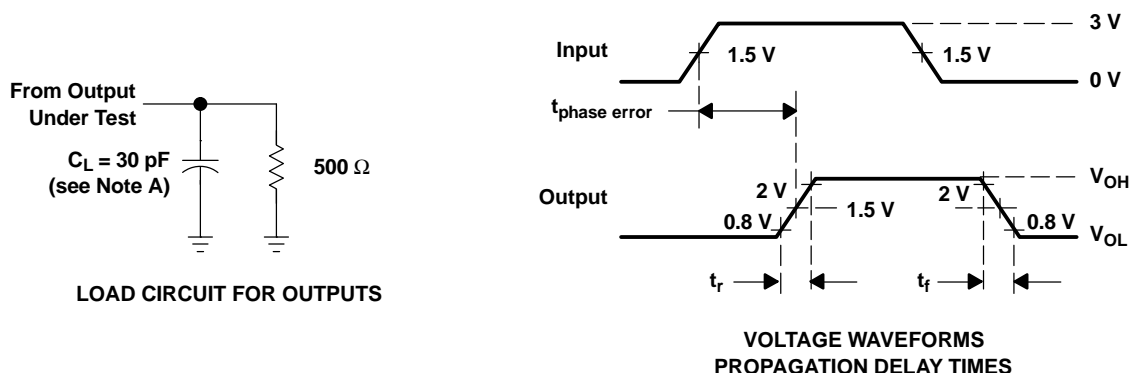 From Output
Under Test
C_L = 30 pF
(see Note A)
500 Ω
LOAD CIRCUIT FOR OUTPUTS
Input
1.5 V
1.5 V
3 V
0 V
t_phase error
Output
0.8 V
2 V
1.5 V
2 V
0.8 V
V_OH
V_OL
t_r
t_f
VOLTAGE WAVEFORMS
PROPAGATION DELAY TIMES